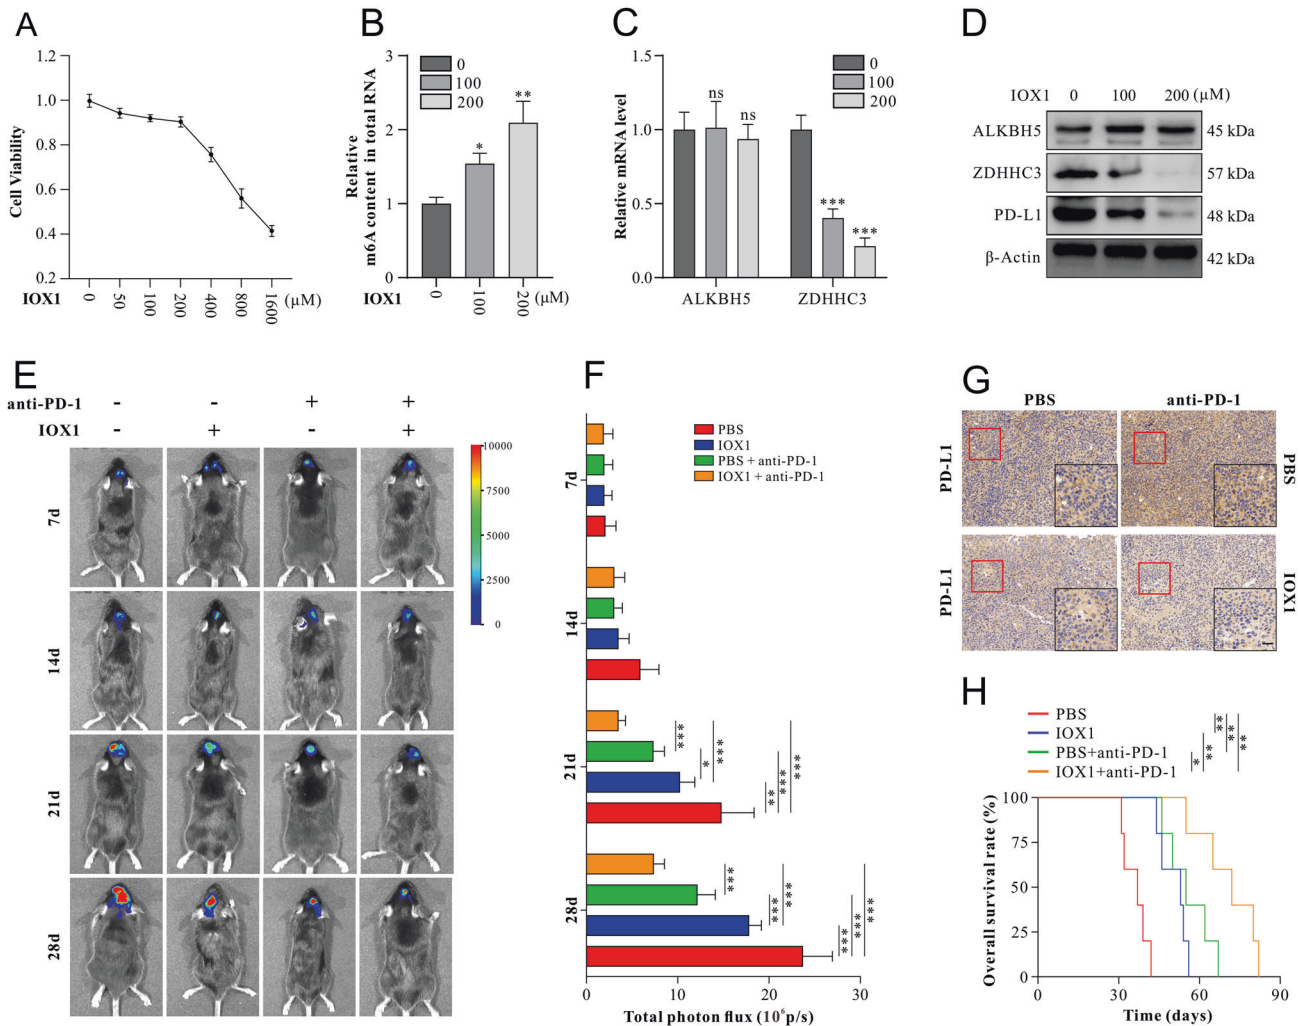 A
Cell Viability
1.2
1.0
0.8
0.6
0.4
0.2
IOX1
0
50
100
200
400
800
1600
(μM)
B
Relative
m6A content in total RNA
3
2
1
0
0
100
200
*
**
IOX1
0
100
200
(μM)
C
Relative mRNA level
1.5
1.0
0.5
0.0
0
100
200
ns
ns
***
***
ALKBH5
ZDHHC3
D
IOX1 0 100 200 (μM)
ALKBH5 45 kDa
ZDHHC3 57 kDa
PD-L1 48 kDa
β-Actin 42 kDa
E
anti-PD-1 - - + +
IOX1 - + - +
7d
14d
21d
28d
10000
7500
5000
2500
0
F
PBS
IOX1
PBS + anti-PD-1
IOX1 + anti-PD-1
7d
14d
21d
28d
***
*
***
**
***
***
***
***
***
***
***
***
0 10 20 30
Total photon flux (10⁶p/s)
G
PBS anti-PD-1
PD-L1 PBS
PD-L1 IOX1
H
PBS
IOX1
PBS+anti-PD-1
IOX1+anti-PD-1
*
**
**
**
**
Overall survival rate (%)
100
75
50
25
0
0 30 60 90
Time (days)